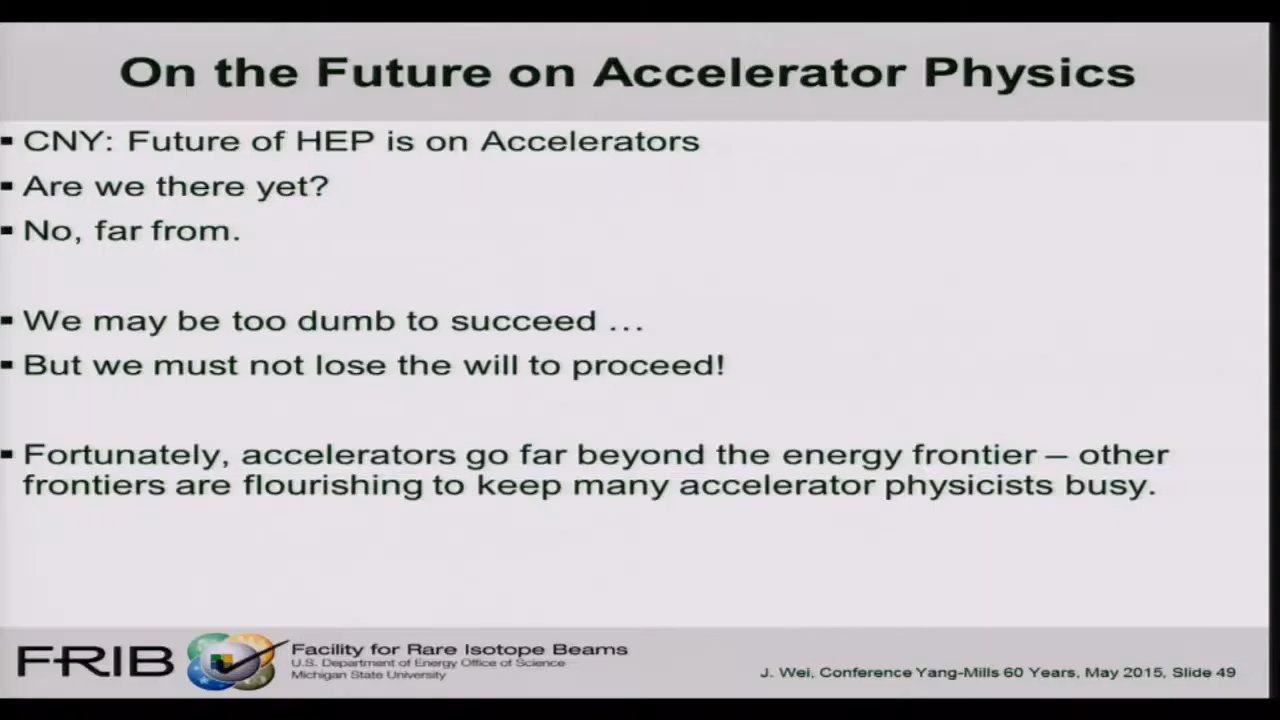 On the Future on Accelerator Physics
▪ CNY: Future of HEP is on Accelerators
▪ Are we there yet?
▪ No, far from.
▪ We may be too dumb to succeed …
▪ But we must not lose the will to proceed!
▪ Fortunately, accelerators go far beyond the energy frontier – other
frontiers are flourishing to keep many accelerator physicists busy.
FRIB
Facility for Rare Isotope Beams
U.S. Department of Energy Office of Science
Michigan State University
J. Wei, Conference Yang-Mills 60 Years, May 2015, Slide 49